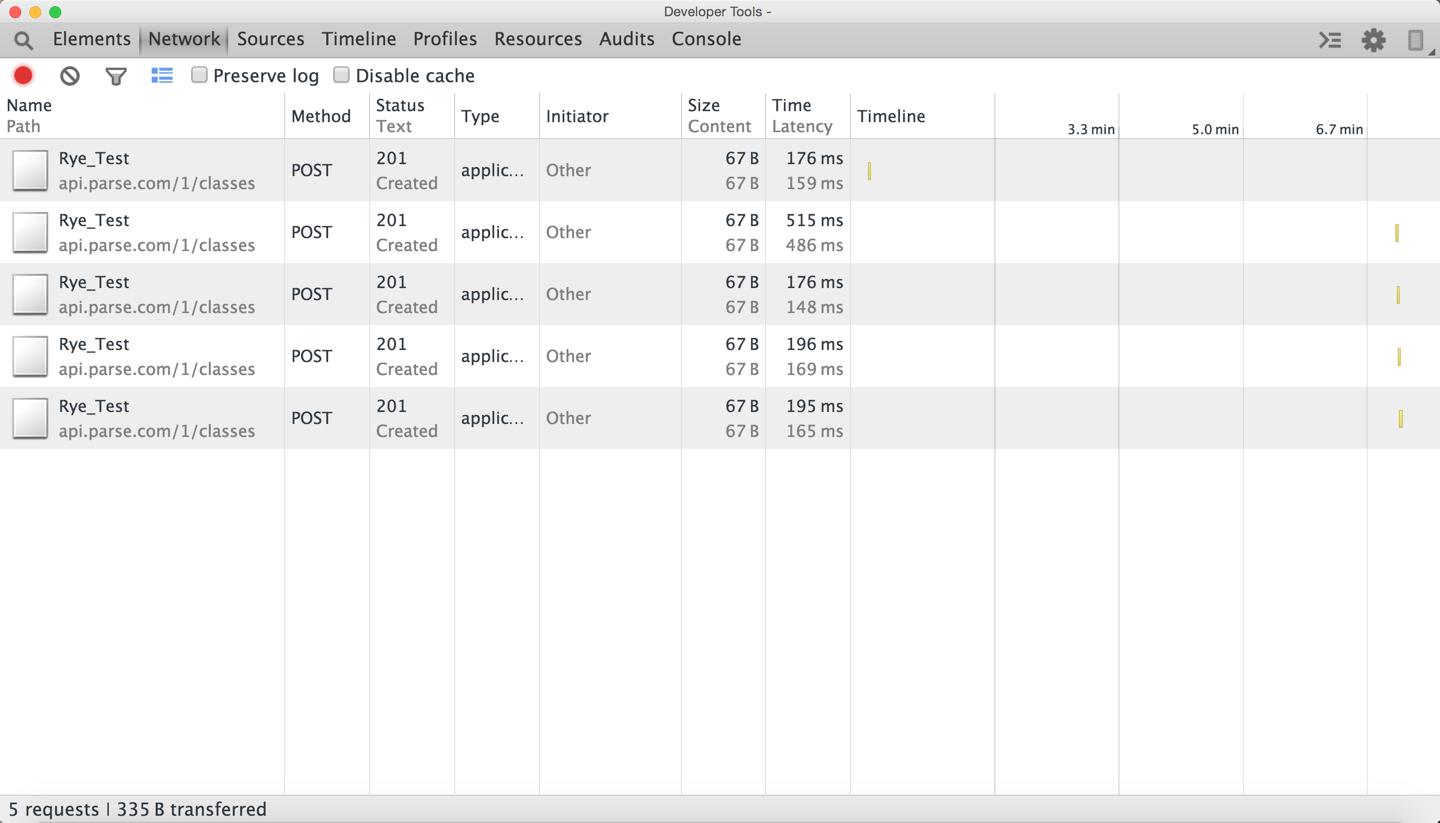 Developer Tools -
Elements Network Sources Timeline Profiles Resources Audits Console
Preserve log Disable cache
Name Path Method Status Text Type Initiator Size Content Time Latency Timeline 3.3 min 5.0 min 6.7 min
Rye_Test POST 201 applic... Other 67 B 176 ms
api.parse.com/1/classes Created 67 B 159 ms
Rye_Test POST 201 applic... Other 67 B 515 ms
api.parse.com/1/classes Created 67 B 486 ms
Rye_Test POST 201 applic... Other 67 B 176 ms
api.parse.com/1/classes Created 67 B 148 ms
Rye_Test POST 201 applic... Other 67 B 196 ms
api.parse.com/1/classes Created 67 B 169 ms
Rye_Test POST 201 applic... Other 67 B 195 ms
api.parse.com/1/classes Created 67 B 165 ms
5 requests | 335 B transferred